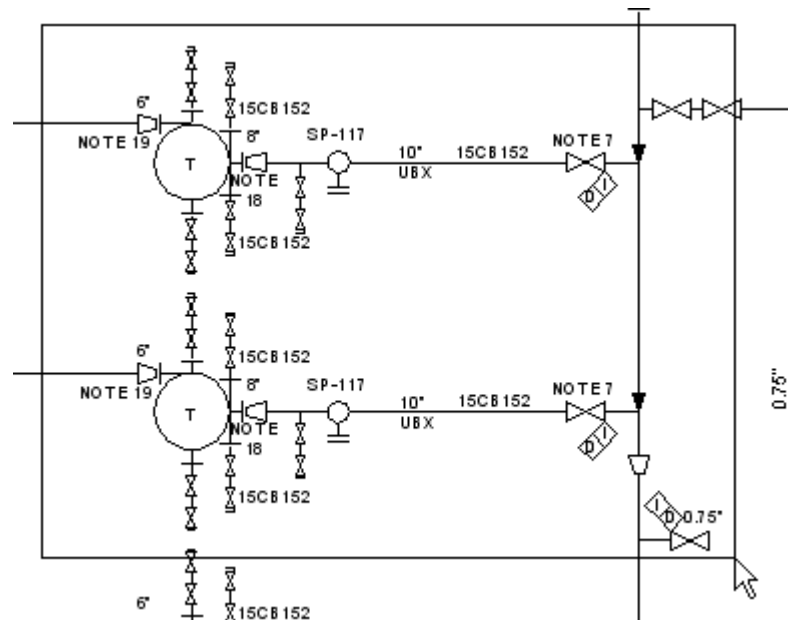 6"
15CB152
NOTE 19
8"
SP-117
T
10"
15CB152
NOTE 7
NOTE
UBX
18
D I
15CB152
6"
15CB152
NOTE 19
8"
SP-117
T
10"
15CB152
NOTE 7
NOTE
UBX
18
D I
15CB152
0.75"
I D 0.75"
6"
15CB152